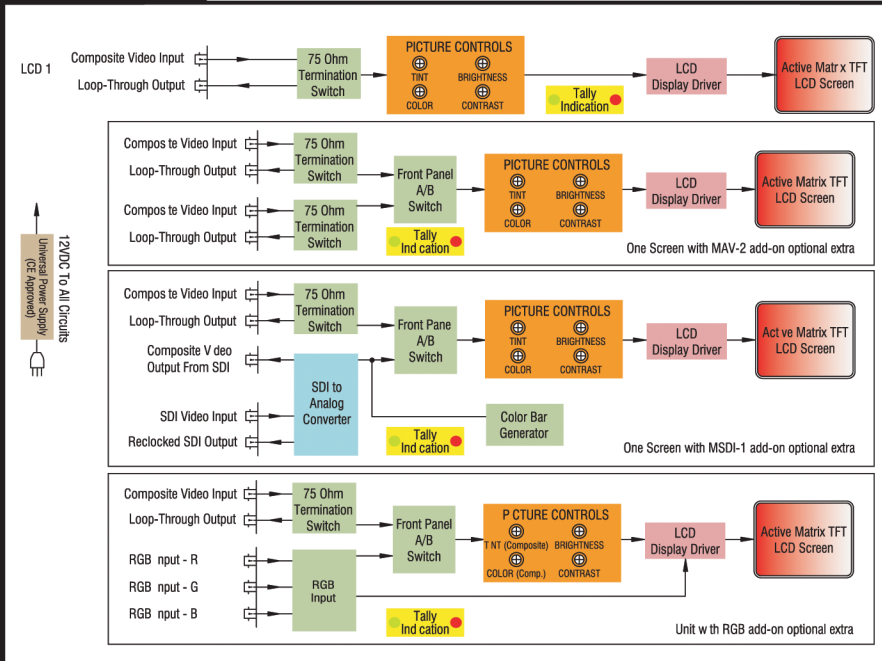 LCD 1
Composite Video Input
Loop-Through Output
75 Ohm
Termination
Switch
PICTURE CONTROLS
TINT
BRIGHTNESS
COLOR
CONTRAST
Tally
Indication
LCD
Display Driver
Active Matr x TFT
LCD Screen
Compos te Video Input
Loop-Through Output
75 Ohm
Termination
Switch
Compos te Video Input
Loop-Through Output
75 Ohm
Termination
Switch
Front Panel
A/B
Switch
Tally
Ind cation
PICTURE CONTROLS
TINT
BRIGHTNESS
COLOR
CONTRAST
LCD
Display Driver
Active Matrix TFT
LCD Screen
One Screen with MAV-2 add-on optional extra
12VDC To All Circuits
Universal Power Supply
(CE Approved)
Compos te Video Input
Loop-Through Output
75 Ohm
Termination
Switch
Composite V deo
Output From SDI
SDI Video Input
Reclocked SDI Output
SDI to
Analog
Converter
Front Pane
A/B
Switch
Tally
Ind cation
PICTURE CONTROLS
TINT
BRIGHTNESS
COLOR
CONTRAST
Color Bar
Generator
LCD
Display Driver
Act ve Matrix TFT
LCD Screen
One Screen with MSDI-1 add-on optional extra
Composite Video Input
Loop-Through Output
75 Ohm
Termination
Switch
RGB nput - R
RGB nput - G
RGB nput - B
RGB
Input
Front Panel
A/B
Switch
Tally
Ind cation
P CTURE CONTROLS
T NT (Composite)
BRIGHTNESS
COLOR (Comp.)
CONTRAST
LCD
Display Driver
Active Matrix TFT
LCD Screen
Unit w th RGB add-on optional extra